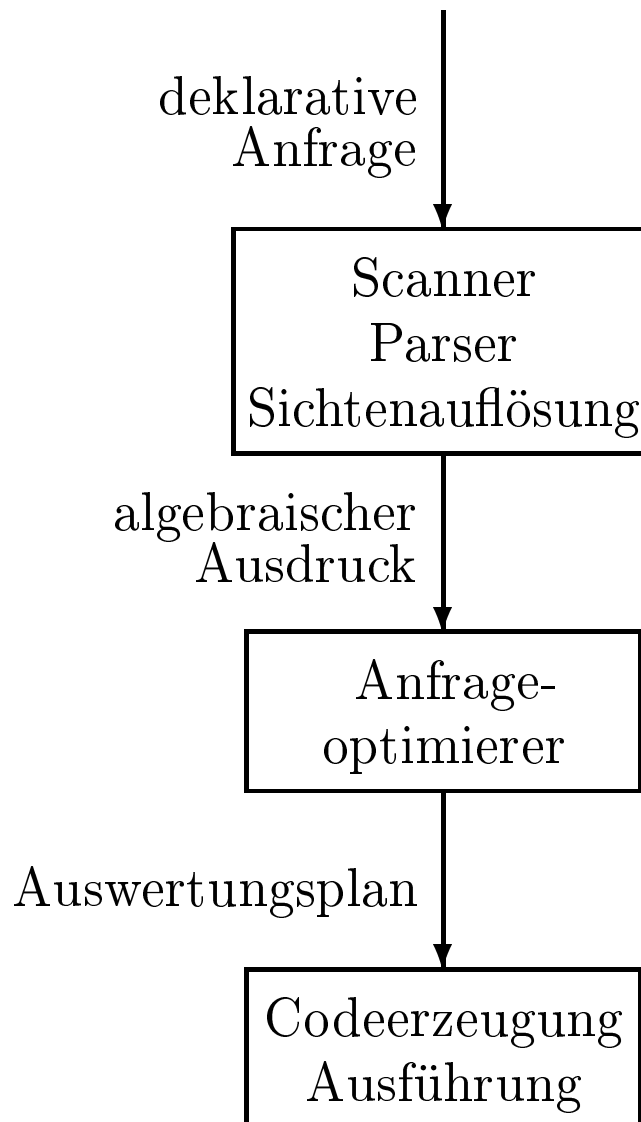 deklarative
Anfrage
Scanner
Parser
Sichtenauflösung
algebraischer
Ausdruck
Anfrage-
optimierer
Auswertungsplan
Codeerzeugung
Ausführung